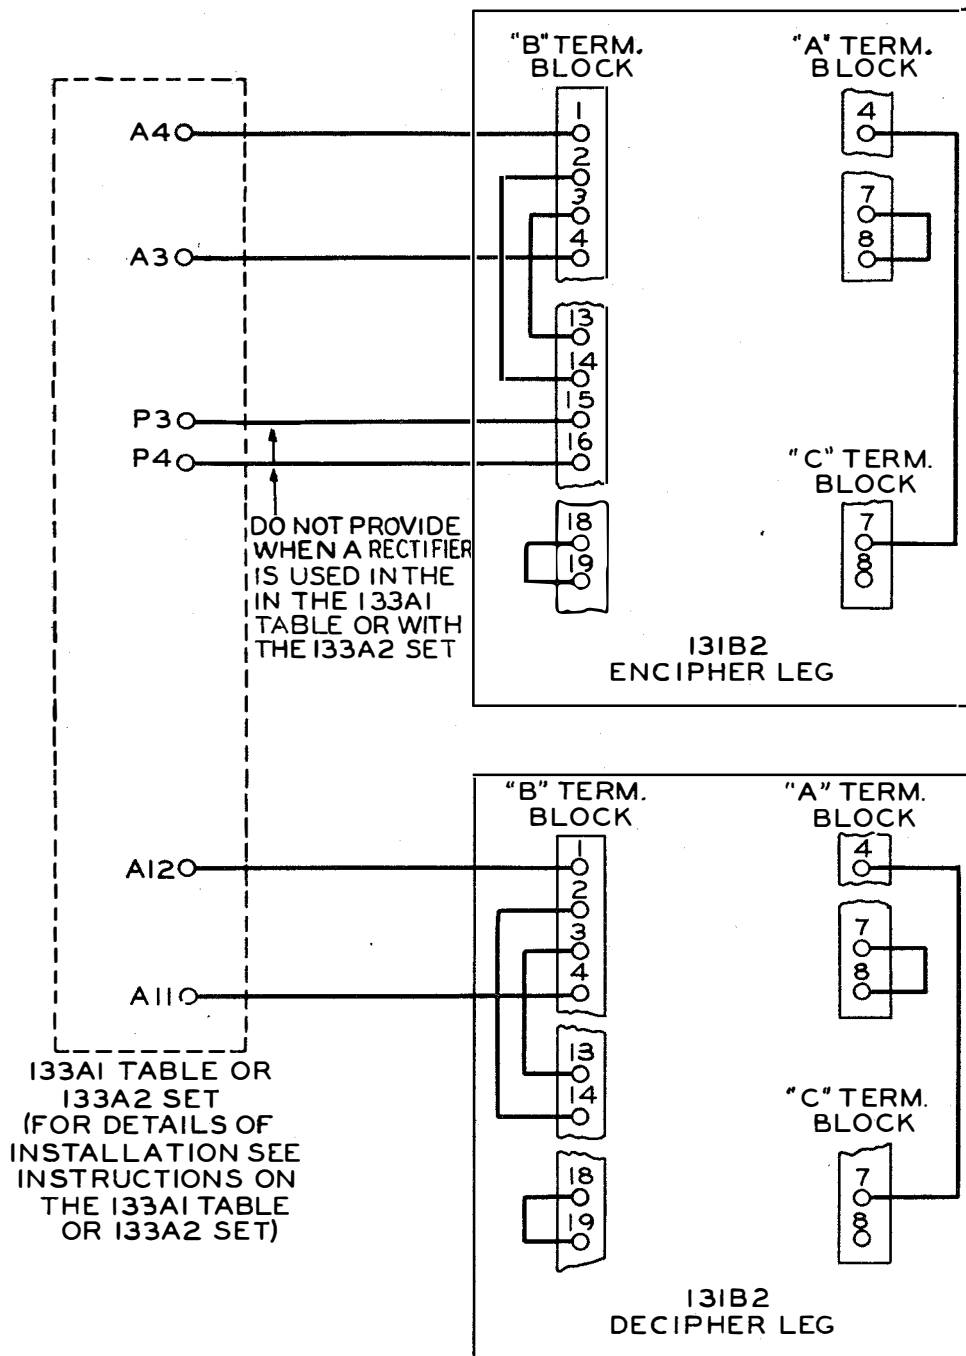 "B" TERM.
BLOCK
"A" TERM.
BLOCK
1
2
3
4
13
14
15
16
18
19
4
7
8
"C" TERM.
BLOCK
7
8
A4
A3
P3
P4
DO NOT PROVIDE
WHEN A RECTIFIER
IS USED IN THE
IN THE 133A1
TABLE OR WITH
THE 133A2 SET
131B2
ENCIPHER LEG
"B" TERM.
BLOCK
"A" TERM.
BLOCK
1
2
3
4
13
14
18
19
4
7
8
"C" TERM.
BLOCK
7
8
A12
A11
133A1 TABLE OR
133A2 SET
(FOR DETAILS OF
INSTALLATION SEE
INSTRUCTIONS ON
THE 133A1 TABLE
OR 133A2 SET)
131B2
DECIPHER LEG